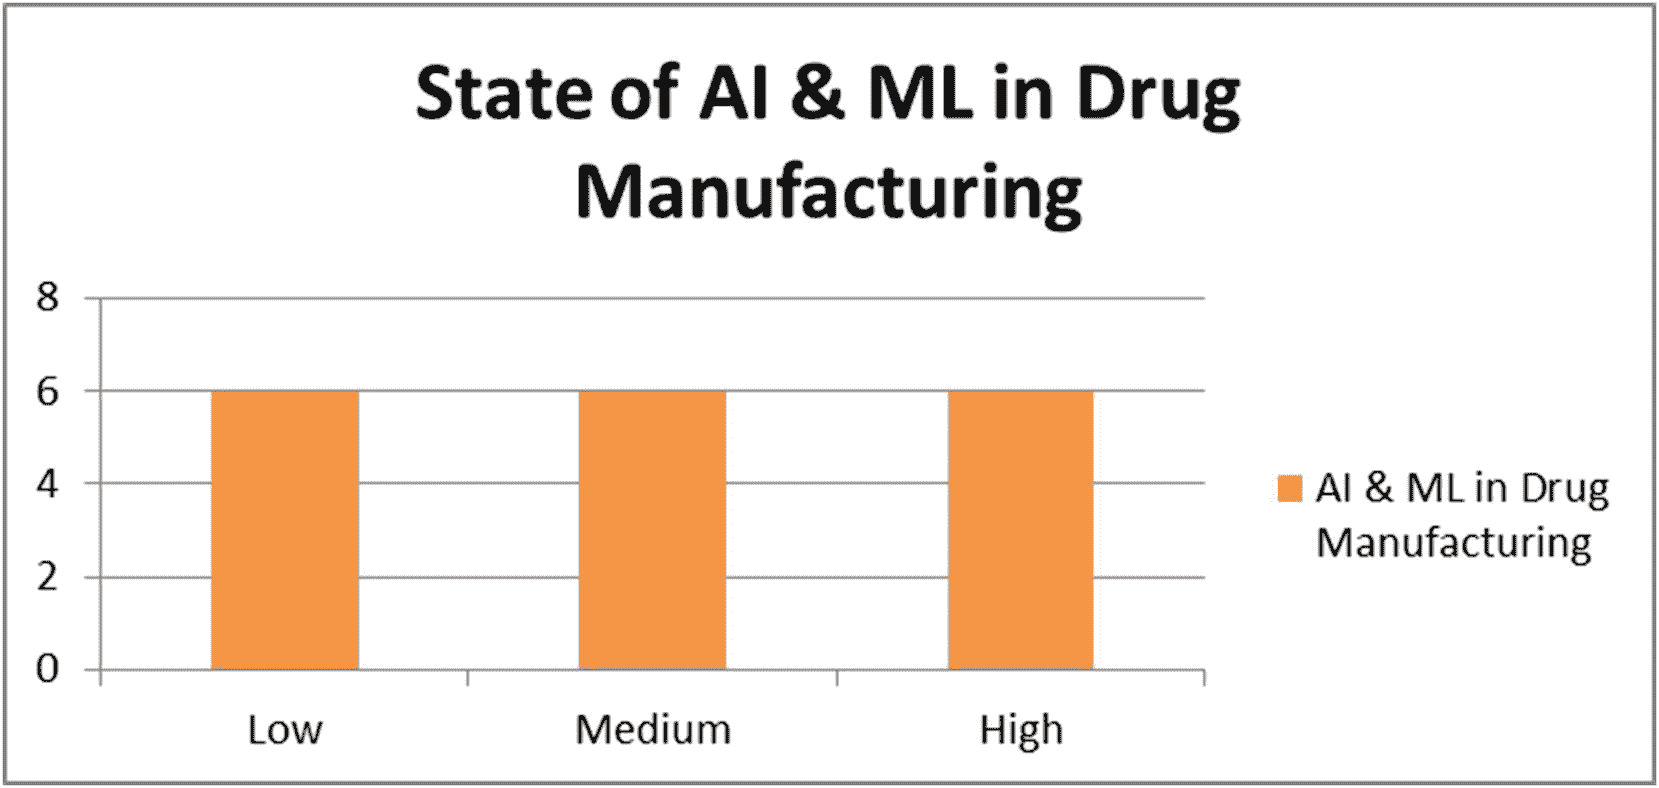 State of AI & ML in Drug
Manufacturing
8
6
4
2
0
Low
Medium
High
AI & ML in Drug
Manufacturing